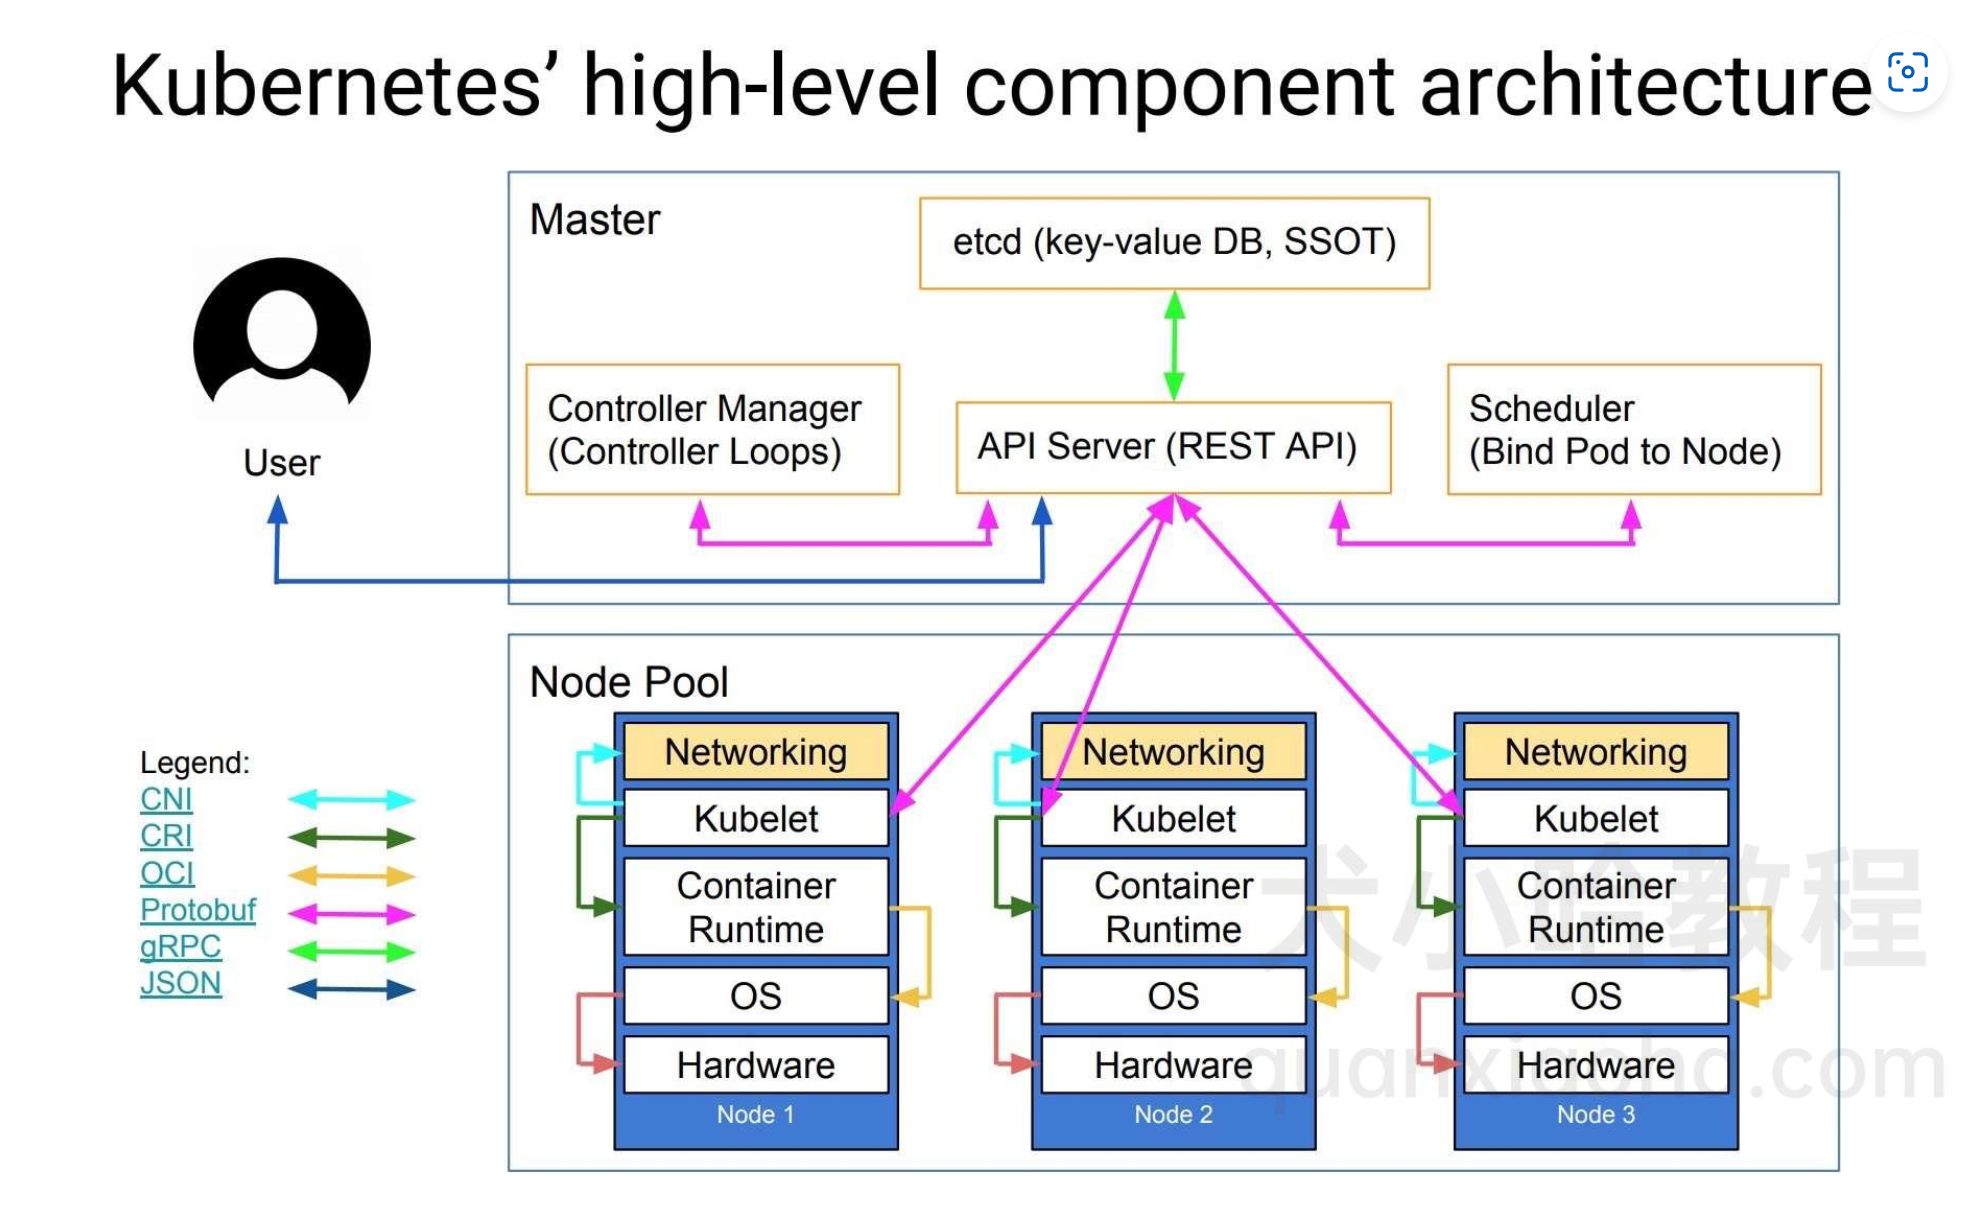 Kubernetes’ high-level component architecture
Master
etcd (key-value DB, SSOT)
Controller Manager
(Controller Loops)
API Server (REST API)
Scheduler
(Bind Pod to Node)
User
Node Pool
Networking
Kubelet
Container
Runtime
OS
Hardware
Node 1
Networking
Kubelet
Container
Runtime
OS
Hardware
Node 2
Networking
Kubelet
Container
Runtime
OS
Hardware
Node 3
Legend:
CNI
CRI
OCI
Protobuf
gRPC
JSON
犬小哈教程
quanxiaoha.com